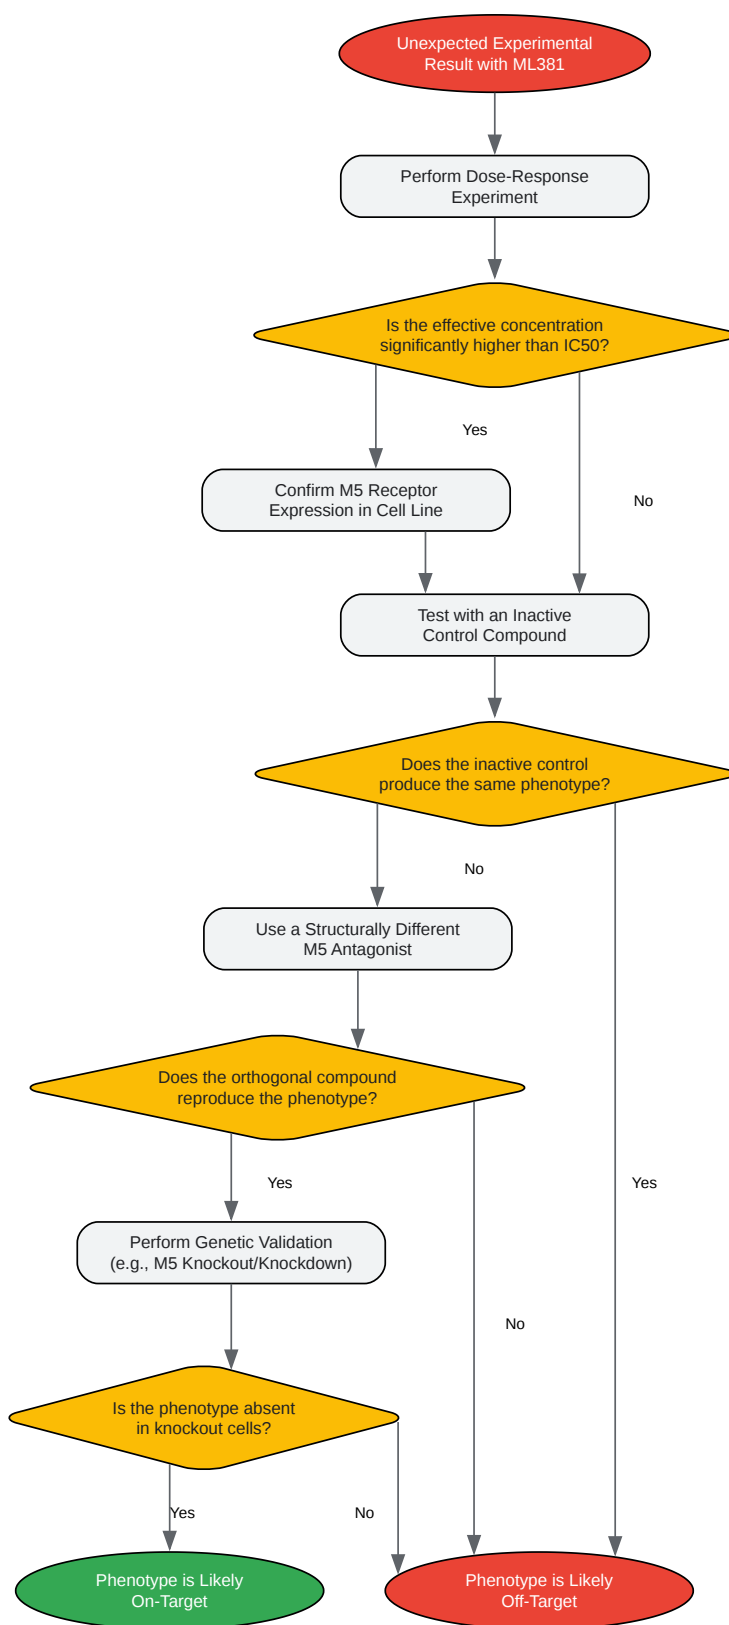 Unexpected Experimental
Result with ML381
Perform Dose-Response
Experiment
Is the effective concentration
significantly higher than IC50?
Yes
Confirm M5 Receptor
Expression in Cell Line
No
Test with an Inactive
Control Compound
Does the inactive control
produce the same phenotype?
No
Use a Structurally Different
M5 Antagonist
Does the orthogonal compound
reproduce the phenotype?
Yes
Yes
Perform Genetic Validation
(e.g., M5 Knockout/Knockdown)
No
Is the phenotype absent
in knockout cells?
Yes
No
Phenotype is Likely
On-Target
Phenotype is Likely
Off-Target